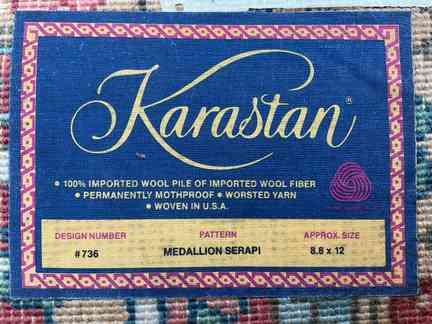 Karastan®
• 100% IMPORTED WOOL PILE OF IMPORTED WOOL FIBER
• PERMANENTLY MOTHPROOF • WORSTED YARN
• WOVEN IN U.S.A.
DESIGN NUMBER PATTERN APPROX. SIZE
#736 MEDALLION SERAPI 8.8 x 12